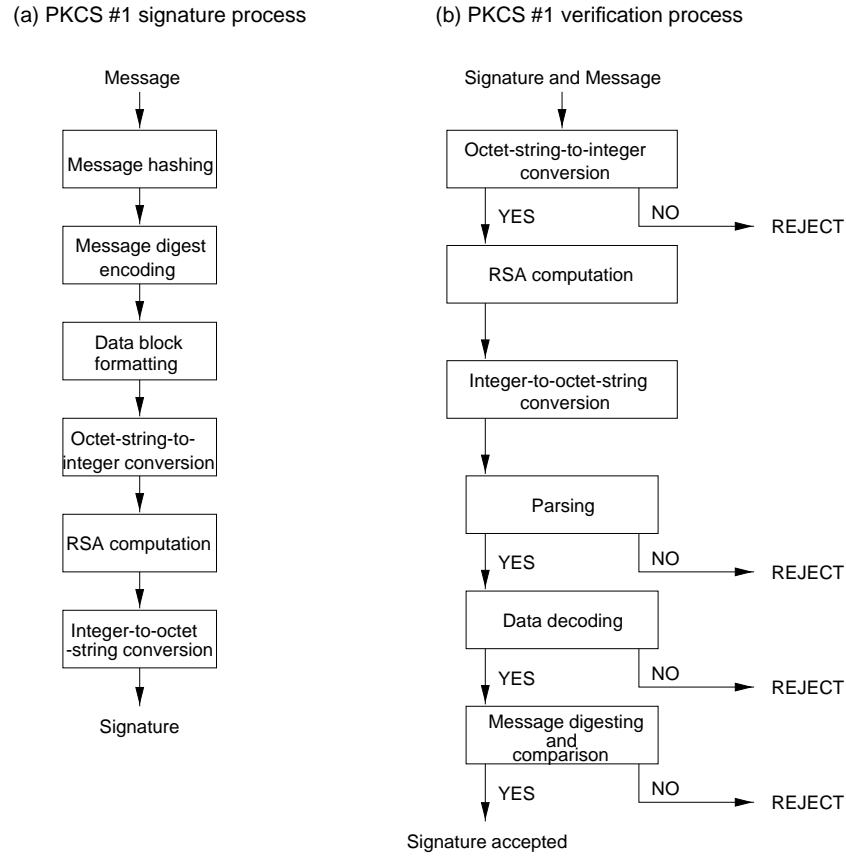 (a) PKCS #1 signature process
Message
Message hashing
Message digest
encoding
Data block
formatting
Octet-string-to-
integer conversion
RSA computation
Integer-to-octet
-string conversion
Signature
(b) PKCS #1 verification process
Signature and Message
Octet-string-to-integer
conversion
YES
NO
REJECT
RSA computation
Integer-to-octet-string
conversion
Parsing
YES
NO
REJECT
Data decoding
YES
NO
REJECT
Message digesting
and
comparison
YES
NO
REJECT
Signature accepted